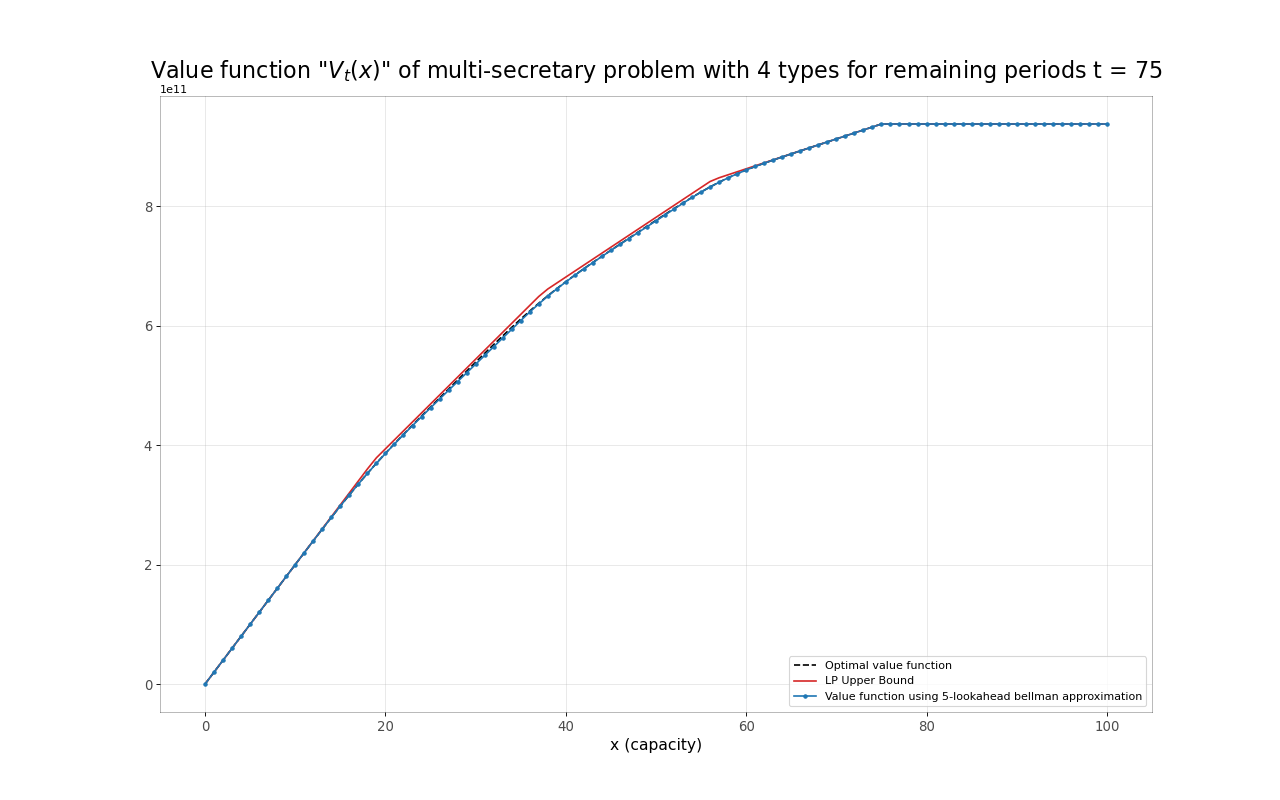 Value function "V_t(x)" of multi-secretary problem with 4 types for remaining periods t = 75
1e11
8
6
4
2
0
0 20 40 60 80 100
x (capacity)
Optimal value function
LP Upper Bound
Value function using 5-lookahead bellman approximation